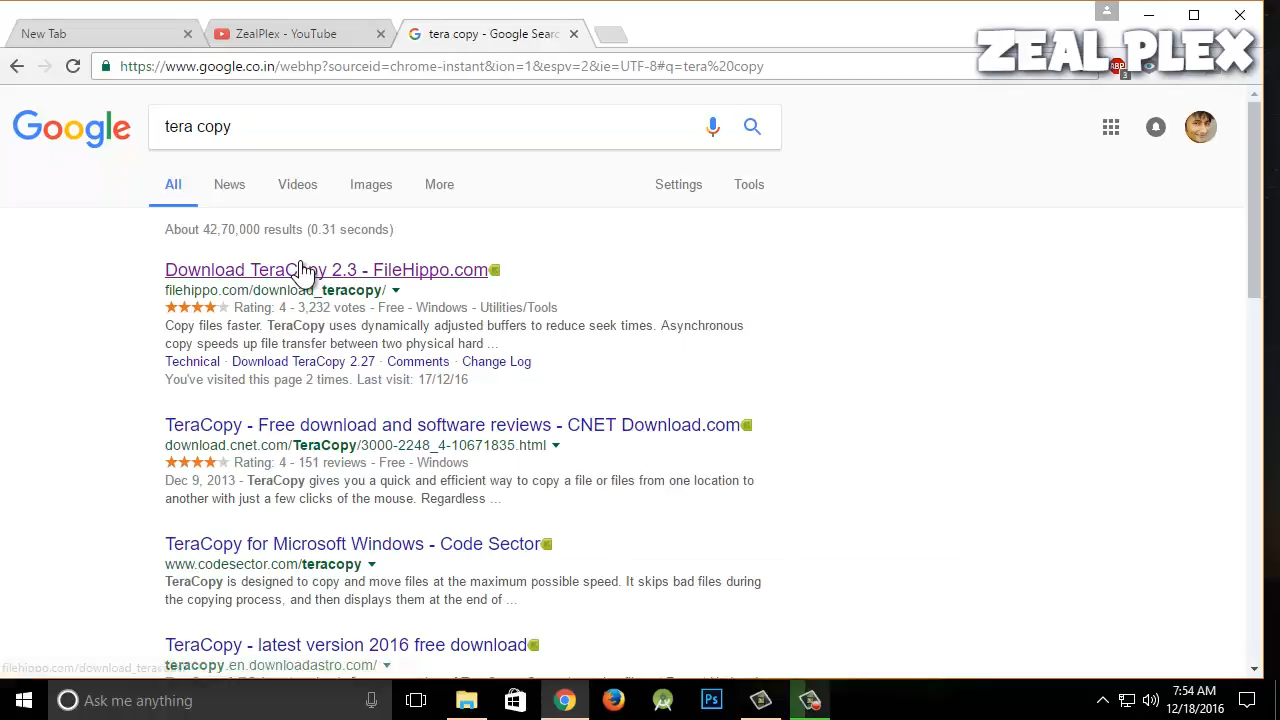 New Tab
ZealPlex - YouTube
tera copy - Google Searc
ZEAL PLEX
https://www.google.co.in/webhp?sourceid=chrome-instant&ion=1&espv=2&ie=UTF-8#q=tera%20copy
ABP
3
Google
tera copy
All News Videos Images More Settings Tools
About 42,70,000 results (0.31 seconds)
Download TeraCopy 2.3 - FileHippo.com
filehippo.com/download_teracopy/
Rating: 4 - 3,232 votes - Free - Windows - Utilities/Tools
Copy files faster. TeraCopy uses dynamically adjusted buffers to reduce seek times. Asynchronous
copy speeds up file transfer between two physical hard ...
Technical · Download TeraCopy 2.27 · Comments · Change Log
You've visited this page 2 times. Last visit: 17/12/16
TeraCopy - Free download and software reviews - CNET Download.com
download.cnet.com/TeraCopy/3000-2248_4-10671835.html
Rating: 4 - 151 reviews - Free - Windows
Dec 9, 2013 - TeraCopy gives you a quick and efficient way to copy a file or files from one location to
another with just a few clicks of the mouse. Regardless ...
TeraCopy for Microsoft Windows - Code Sector
www.codesector.com/teracopy
TeraCopy is designed to copy and move files at the maximum possible speed. It skips bad files during
the copying process, and then displays them at the end of ...
TeraCopy - latest version 2016 free download
teracopy.en.downloadastro.com/
Ask me anything
Ps
7:54 AM
12/18/2016